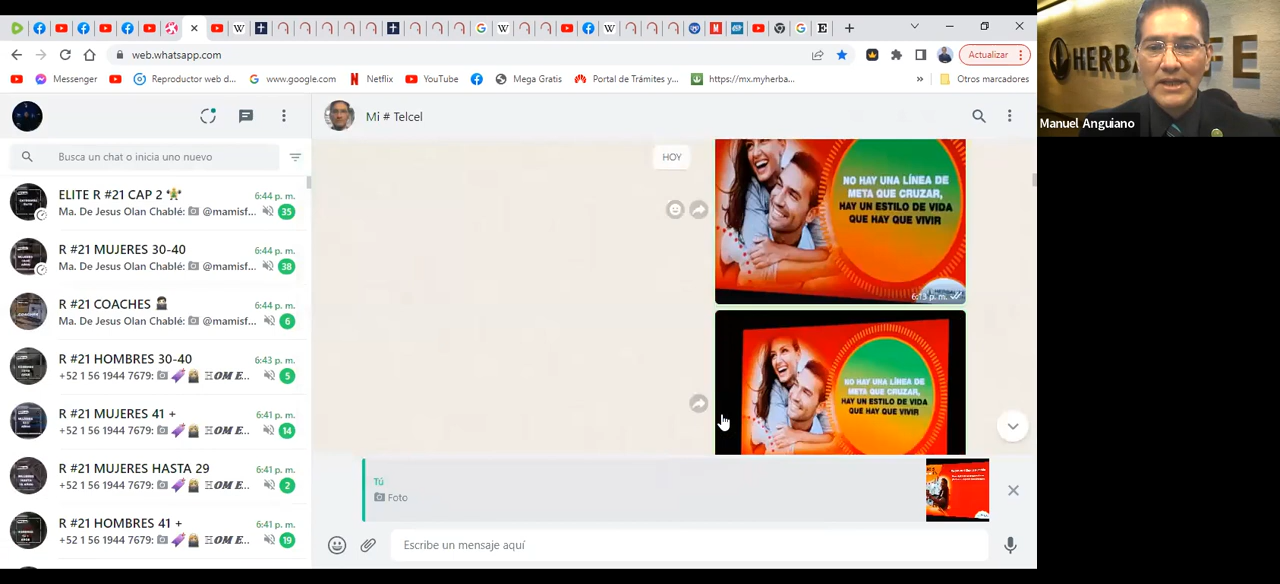 web.whatsapp.com
Actualizar
Messenger
Reproductor web d...
www.google.com
Netflix
YouTube
Mega Gratis
Portal de Trámites y...
https://mx.myherba...
»
Otros marcadores
Mi # Telcel
Busca un chat o inicia uno nuevo
HOY
ELITE R #21 CAP 2
6:44 p. m.
Ma. De Jesus Olan Chablé: @mamisf...
35
R #21 MUJERES 30-40
6:44 p. m.
Ma. De Jesus Olan Chablé: @mamisf...
38
R #21 COACHES
6:44 p. m.
Ma. De Jesus Olan Chablé: @mamisf...
6
R #21 HOMBRES 30-40
6:43 p. m.
+52 1 56 1944 7679: ℌOM E...
5
R #21 MUJERES 41 +
6:41 p. m.
+52 1 56 1944 7679: ℌOM E...
14
R #21 MUJERES HASTA 29
6:41 p. m.
+52 1 56 1944 7679: ℌOM E...
2
R #21 HOMBRES 41 +
6:41 p. m.
+52 1 56 1944 7679: ℌOM E...
19
NO HAY UNA LÍNEA DE
META QUE CRUZAR,
HAY UN ESTILO DE VIDA
QUE HAY QUE VIVIR
6:13 p. m.
NO HAY UNA LÍNEA DE
META QUE CRUZAR,
HAY UN ESTILO DE VIDA
QUE HAY QUE VIVIR
Tú
Foto
Escribe un mensaje aquí
Manuel Anguiano